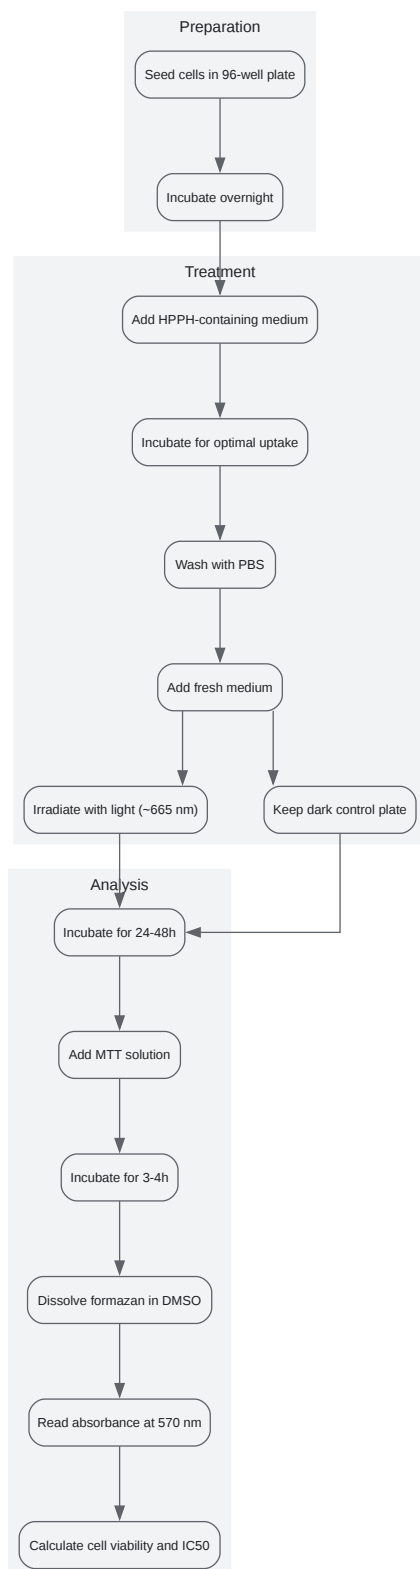 Preparation
Seed cells in 96-well plate
Incubate overnight
Treatment
Add HPPH-containing medium
Incubate for optimal uptake
Wash with PBS
Add fresh medium
Irradiate with light (~665 nm)
Keep dark control plate
Analysis
Incubate for 24-48h
Add MTT solution
Incubate for 3-4h
Dissolve formazan in DMSO
Read absorbance at 570 nm
Calculate cell viability and IC50